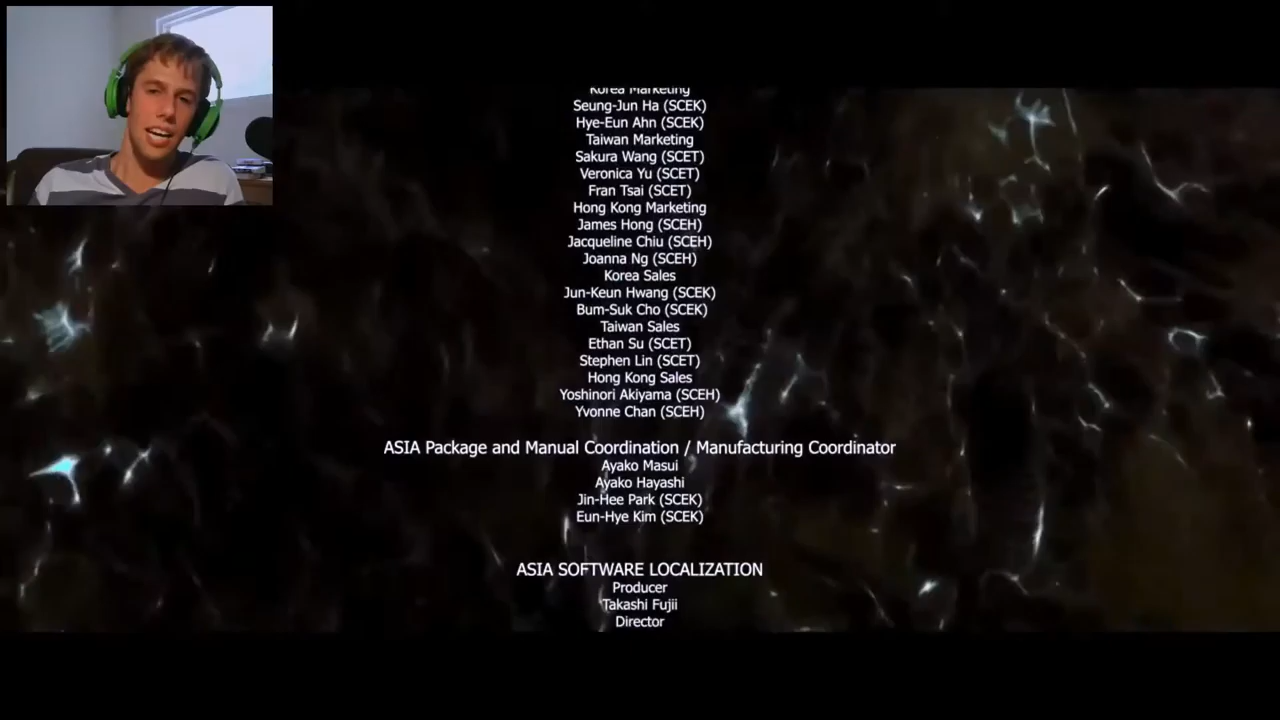 Korea Marketing
Seung-Jun Ha (SCEK)
Hye-Eun Ahn (SCEK)
Taiwan Marketing
Sakura Wang (SCET)
Veronica Yu (SCET)
Fran Tsai (SCET)
Hong Kong Marketing
James Hong (SCEH)
Jacqueline Chiu (SCEH)
Joanna Ng (SCEH)
Korea Sales
Jun-Keun Hwang (SCEK)
Bum-Suk Cho (SCEK)
Taiwan Sales
Ethan Su (SCET)
Stephen Lin (SCET)
Hong Kong Sales
Yoshinori Akiyama (SCEH)
Yvonne Chan (SCEH)
ASIA Package and Manual Coordination / Manufacturing Coordinator
Ayako Masui
Ayako Hayashi
Jin-Hee Park (SCEK)
Eun-Hye Kim (SCEK)
ASIA SOFTWARE LOCALIZATION
Producer
Takashi Fujii
Director